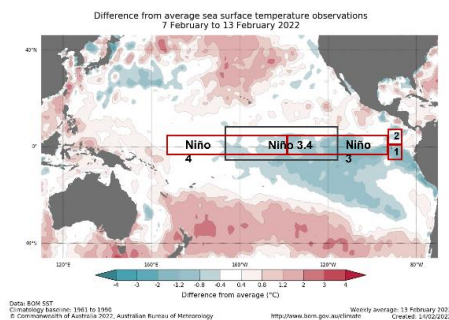 Difference from average sea surface temperature observations
7 February to 13 February 2022
40°N
0°
40°S
Niño 4
Niño 3.4
Niño 3
2
1
120°E 160°E 160°W 120°W 80°W
-4 -3 -2 -1.2 -0.8 -0.4 0.4 0.8 1.2 2 3 4
Difference from average (°C)
Data: BOM SST
Climatology baseline: 1961 to 1990
© Commonwealth of Australia 2022, Australian Bureau of Meteorology
http://www.bom.gov.au/climate
Weekly average: 13 February 2022
Created: 14/02/2022